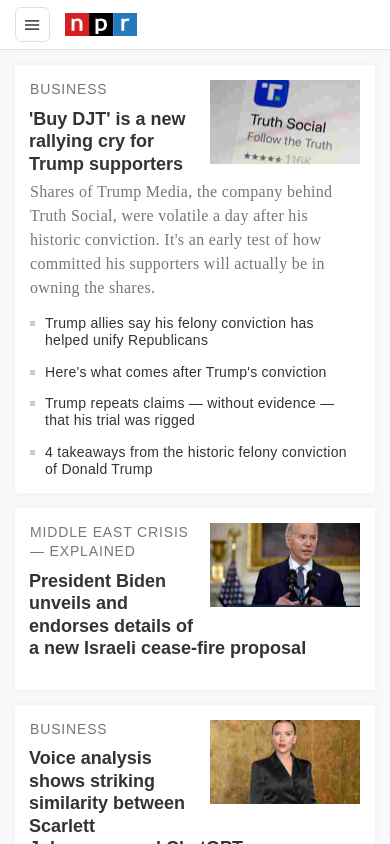 npr
BUSINESS
'Buy DJT' is a new
rallying cry for
Trump supporters
Truth Social
Follow the Truth
★★★★★ 116K
Shares of Trump Media, the company behind
Truth Social, were volatile a day after his
historic conviction. It's an early test of how
committed his supporters will actually be in
owning the shares.
Trump allies say his felony conviction has
helped unify Republicans
Here's what comes after Trump's conviction
Trump repeats claims — without evidence —
that his trial was rigged
4 takeaways from the historic felony conviction
of Donald Trump
MIDDLE EAST CRISIS
— EXPLAINED
President Biden
unveils and
endorses details of
a new Israeli cease-fire proposal
BUSINESS
Voice analysis
shows striking
similarity between
Scarlett